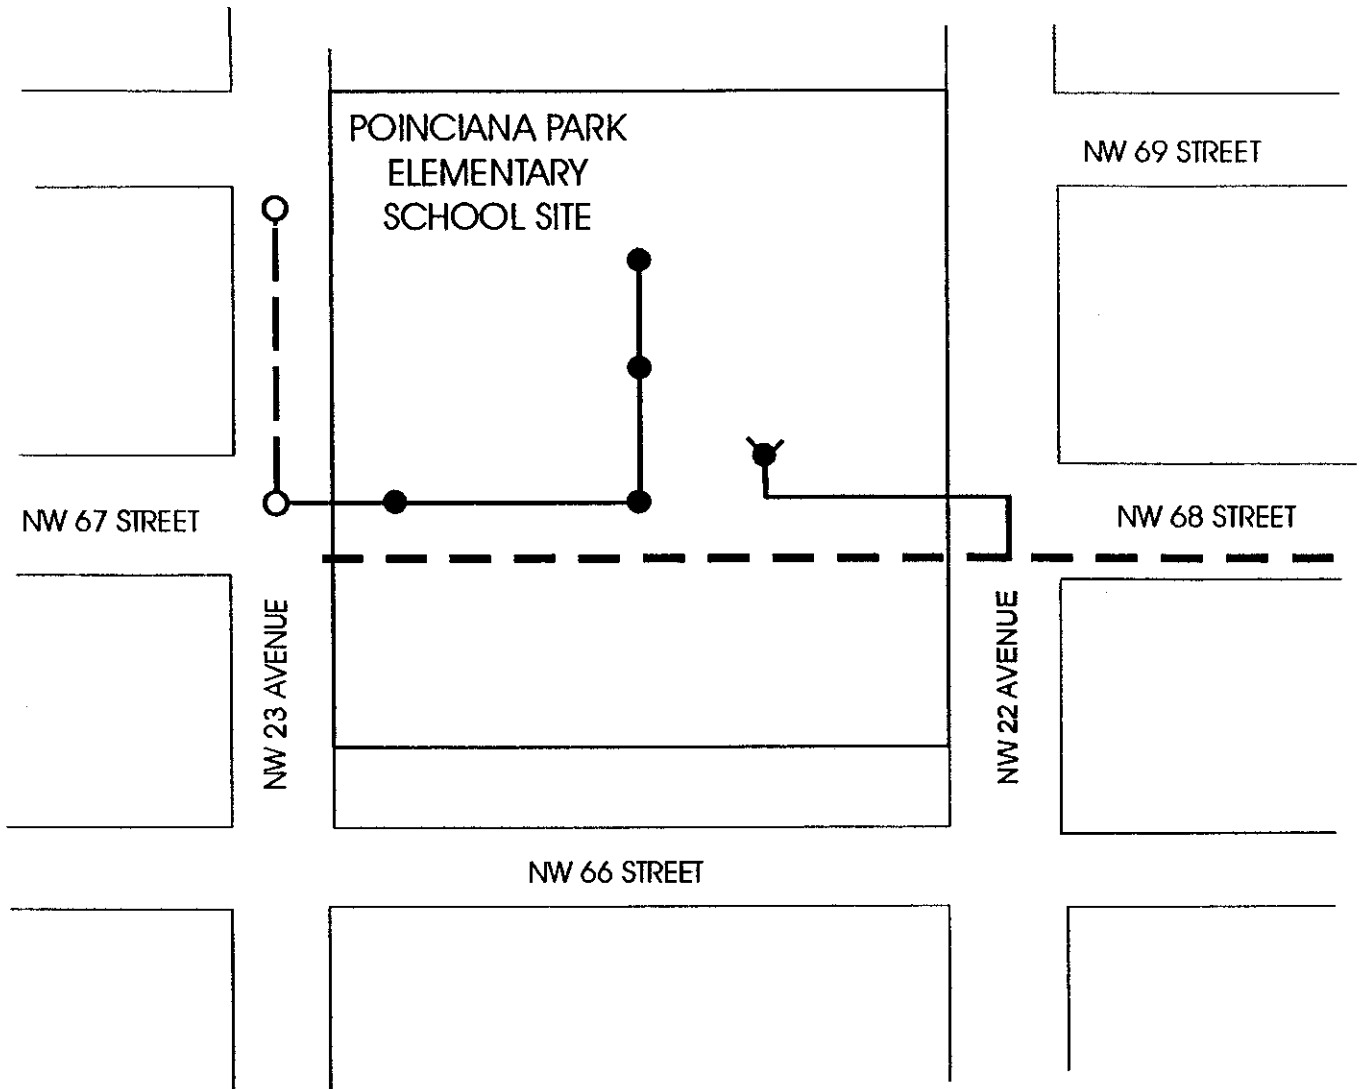 POINCIANA PARK
ELEMENTARY
SCHOOL SITE
NW 69 STREET
NW 67 STREET
NW 68 STREET
NW 23 AVENUE
NW 22 AVENUE
NW 66 STREET